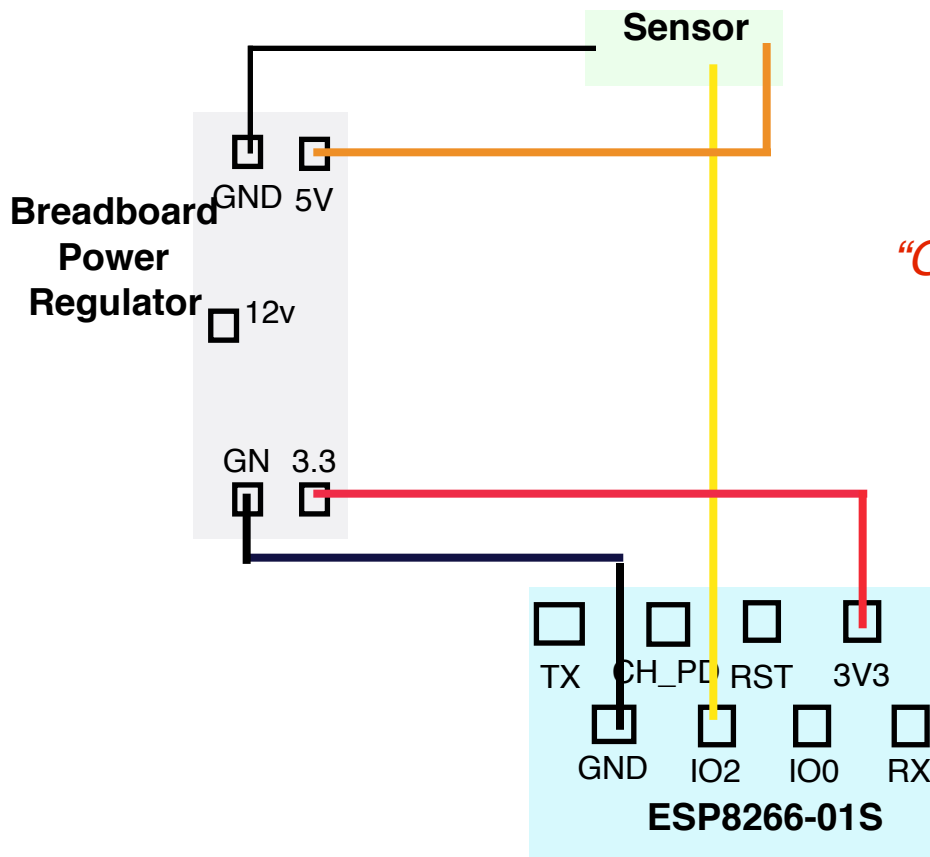 Sensor
GND 5V
Breadboard
Power
Regulator
12v
"C
GN 3.3
TX CH_PD RST 3V3
GND IO2 IO0 RX
ESP8266-01S